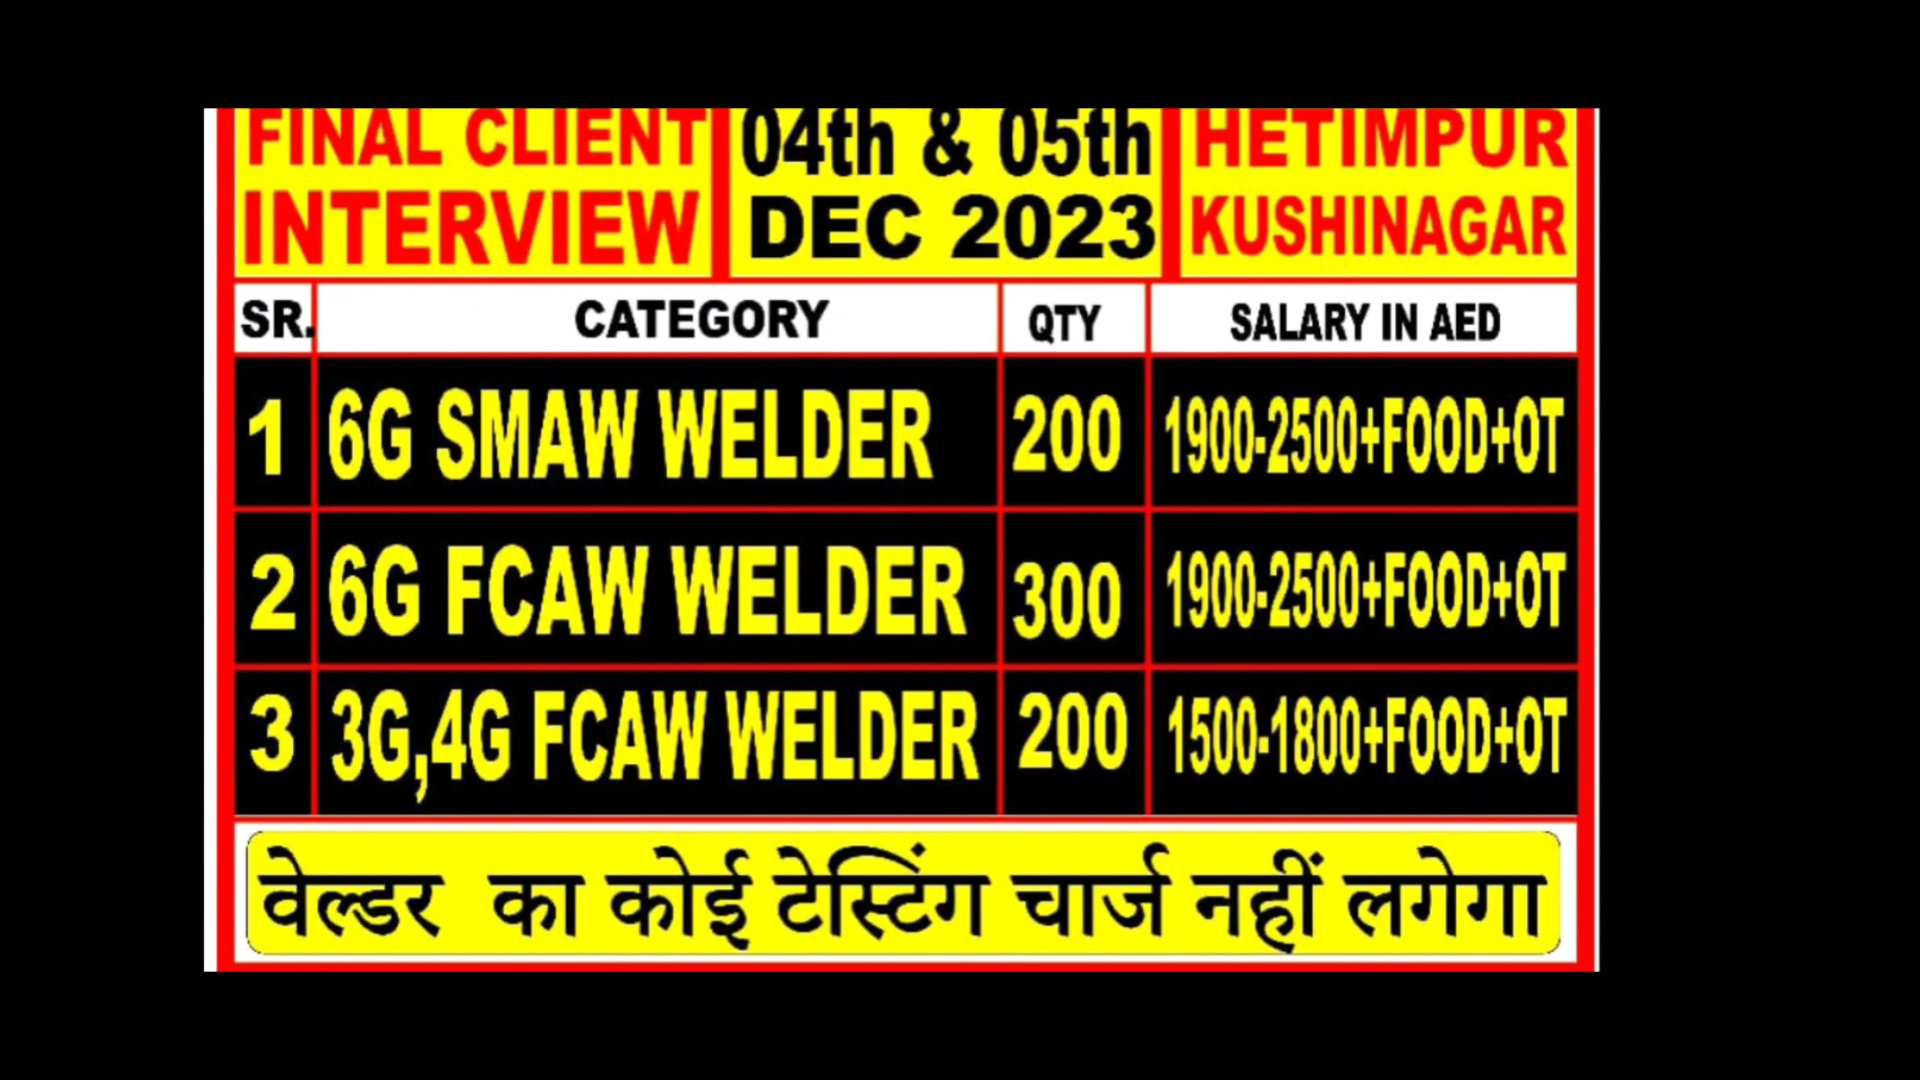 FINAL CLIENT
INTERVIEW
04th & 05th
DEC 2023
HETIMPUR
KUSHINAGAR
SR. CATEGORY QTY SALARY IN AED
1 6G SMAW WELDER 200 1900-2500+FOOD+OT
2 6G FCAW WELDER 300 1900-2500+FOOD+OT
3 3G,4G FCAW WELDER 200 1500-1800+FOOD+OT
वेल्डर का कोई टेस्टिंग चार्ज नहीं लगेगा